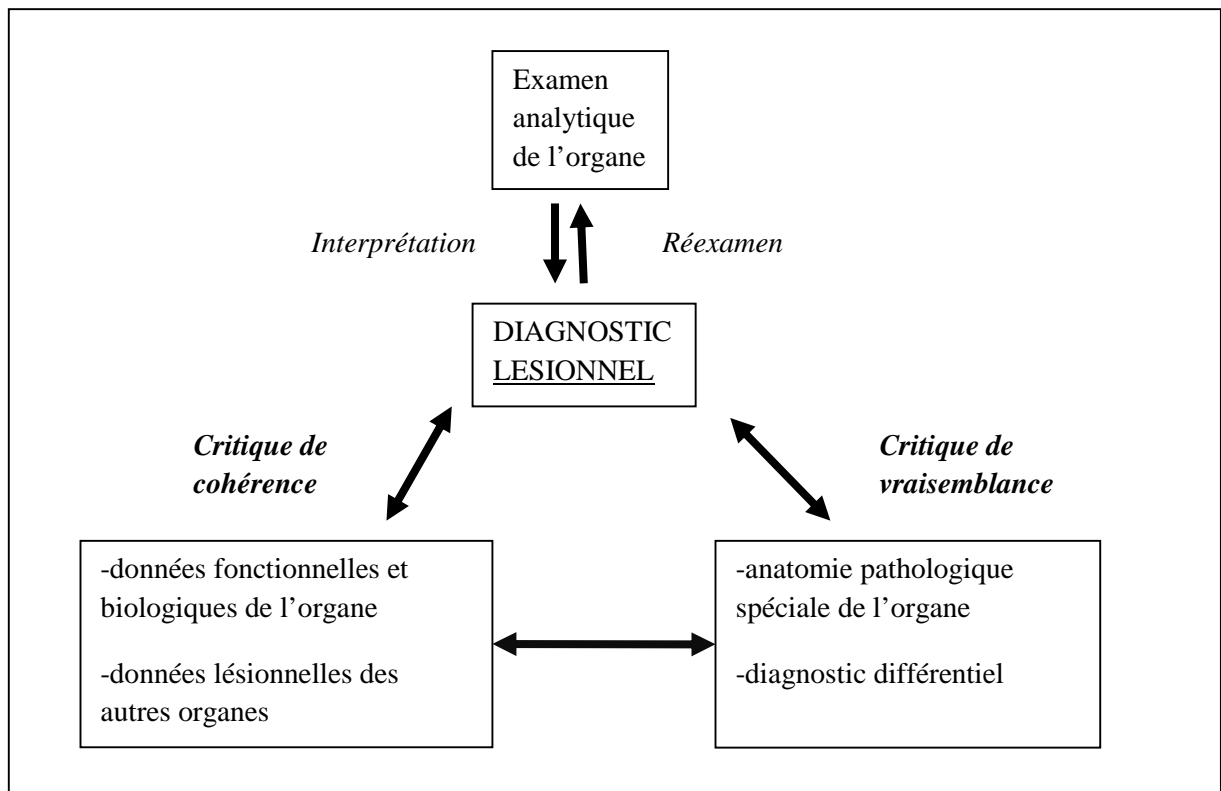 Examen
analytique
de l’organe
Interprétation
Réexamen
DIAGNOSTIC
LESIONNEL
Critique de
cohérence
Critique de
vraisemblance
-données fonctionnelles et
biologiques de l’organe
-données lésionnelles des
autres organes
-anatomie pathologique
spéciale de l’organe
-diagnostic différentiel